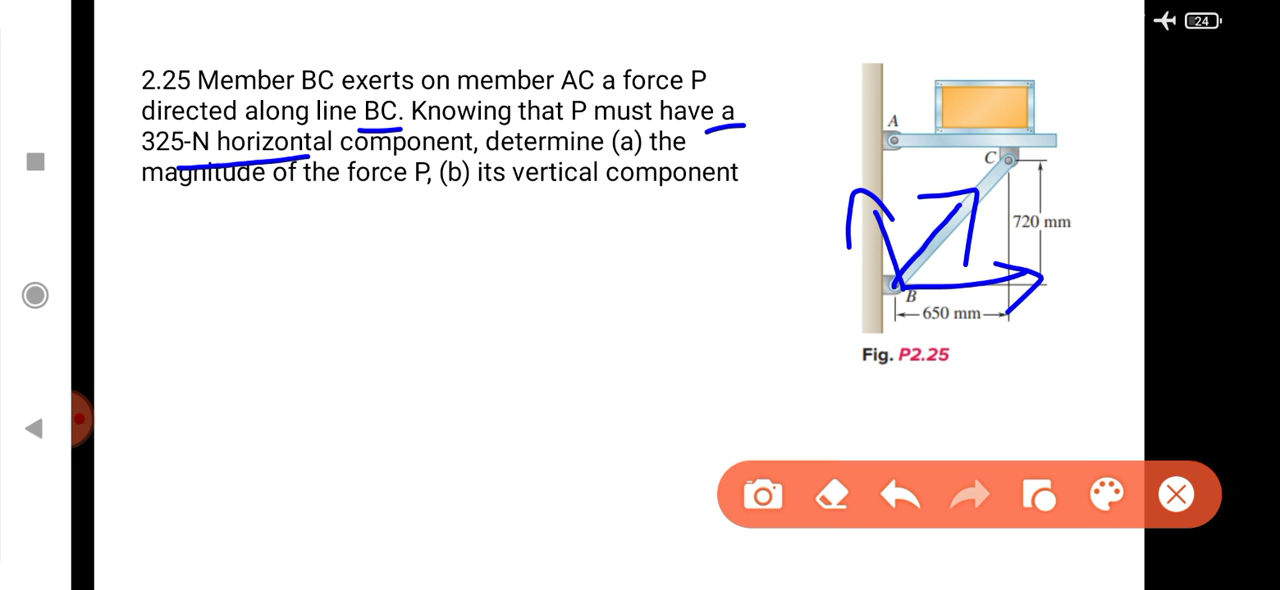 24
2.25 Member BC exerts on member AC a force P
directed along line BC. Knowing that P must have a
325-N horizontal component, determine (a) the
magnitude of the force P, (b) its vertical component
A
C
720 mm
B
650 mm
Fig. P2.25